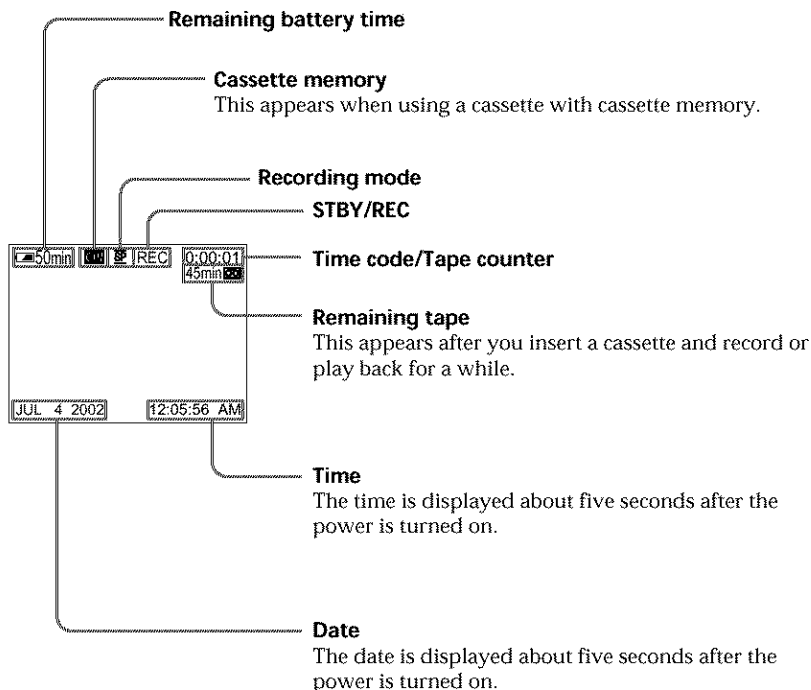 Remaining battery time
Cassette memory
This appears when using a cassette with cassette memory.
Recording mode
STBY/REC
50min SP REC 0:00:01
Time code/Tape counter
45min
Remaining tape
This appears after you insert a cassette and record or
play back for a while.
JUL 4 2002 12:05:56 AM
Time
The time is displayed about five seconds after the
power is turned on.
Date
The date is displayed about five seconds after the
power is turned on.